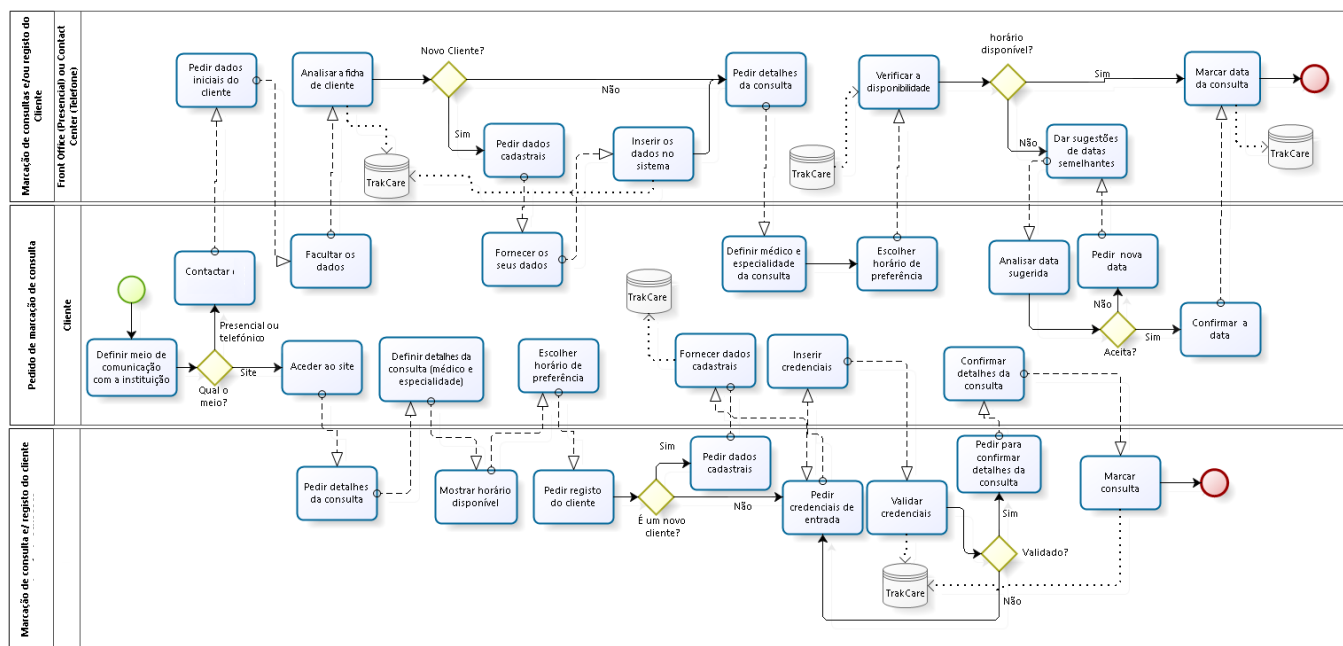 Marcação de consultas e/ou registo do
Cliente
Front Office (Presencial) ou Contact
Center (Telefone)
Pedir dados
iniciais do
cliente
Analisar a ficha
de cliente
Novo Cliente?
Sim
Não
Pedir dados
cadastrais
Inserir os
dados no
sistema
TrakCare
Pedir detalhes
da consulta
TrakCare
Verificar a
disponibilidade
horário
disponível?
Sim
Não
Dar sugestões
de datas
semelhantes
Marcar data
da consulta
TrakCare
Pedido de marcação de consulta
Cliente
Definir meio de
comunicação
com a instituição
Qual o
meio?
Presencial ou
telefónico
Site
Contactar
Facultar os
dados
Aceder ao site
Definir detalhes da
consulta (médico e
especialidade)
Fornecer os
seus dados
Escolher
horário de
preferência
TrakCare
Fornecer dados
cadastrais
Definir médico e
especialidade
da consulta
Escolher
horário de
preferência
Inserir
credenciais
Analisar data
sugerida
Pedir nova
data
Não
Aceita?
Sim
Confirmar a
data
Confirmar
detalhes da
consulta
Marcação de consulta e/ registo do cliente
Pedir detalhes
da consulta
Mostrar horário
disponível
Pedir registo
do cliente
É um novo
cliente?
Sim
Não
Pedir dados
cadastrais
Pedir
credenciais de
entrada
Validar
credenciais
TrakCare
Validado?
Sim
Não
Pedir para
confirmar
detalhes da
consulta
Marcar
consulta